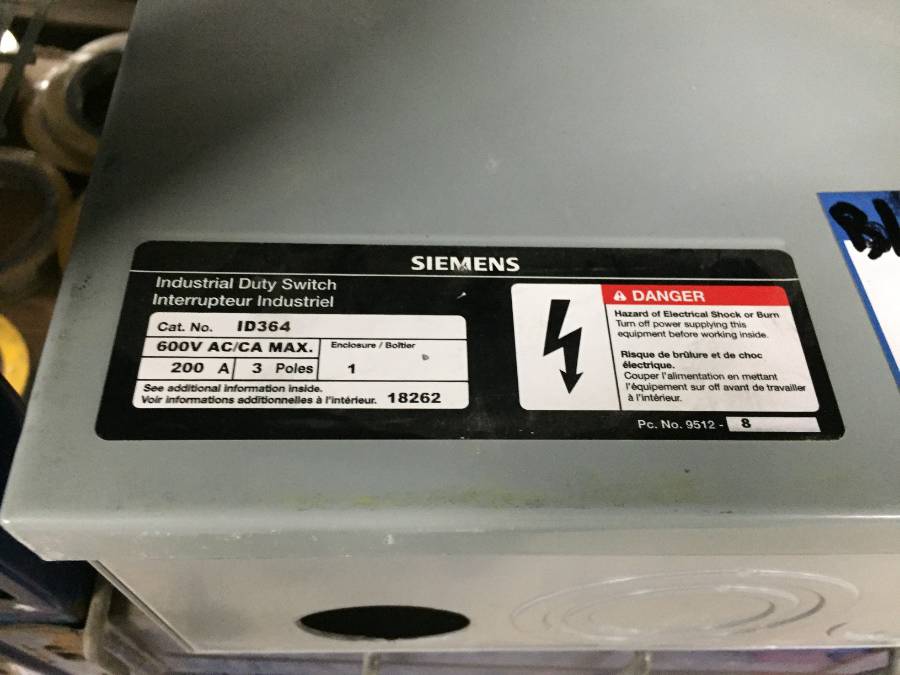 SIEMENS
Industrial Duty Switch
Interrupteur Industriel
Cat. No. ID364
600V AC/CA MAX.
200 A 3 Poles
Enclosure / Boîtier
1
See additional information inside.
Voir informations additionnelles à l'intérieur. 18262
DANGER
Hazard of Electrical Shock or Burn
Turn off power supplying this
equipment before working inside.
Risque de brûlure et de choc
électrique.
Couper l'alimentation en mettant
l'équipement sur off avant de travailler
à l'intérieur.
Pc. No. 9512 - 8